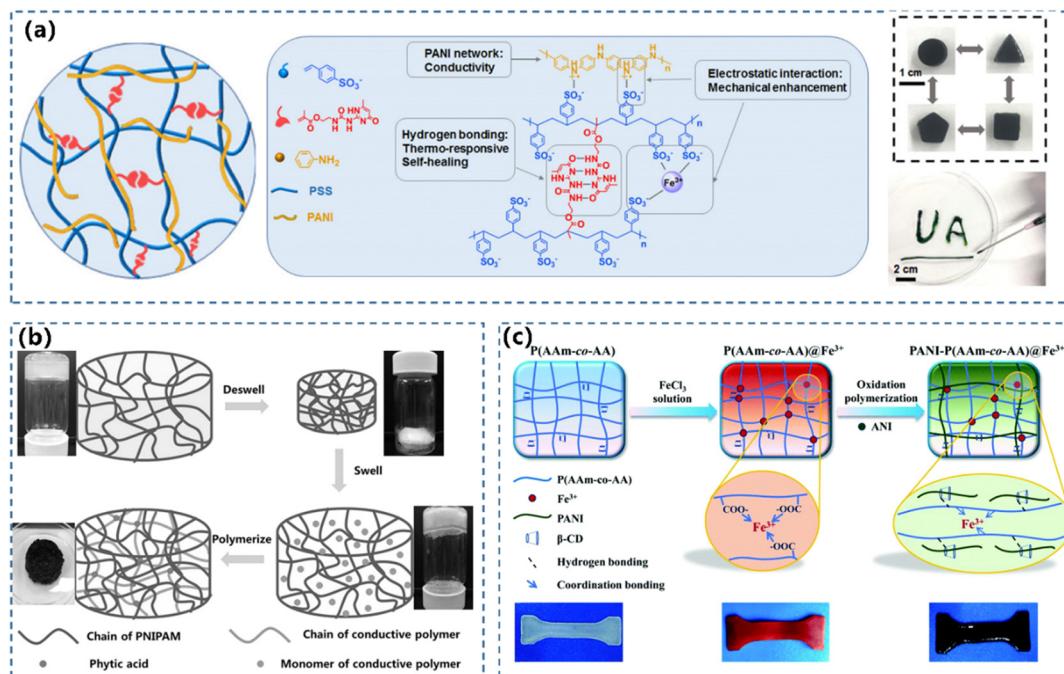 (a)
NH₂
PSS
PANI
PANI network:
Conductivity
Hydrogen bonding:
Thermo-responsive
Self-healing
Electrostatic interaction:
Mechanical enhancement
Fe³⁺
1 cm
UA
2 cm
(b)
Deswell
Swell
Polymerize
Chain of PNIPAM
Chain of conductive polymer
Phytic acid
Monomer of conductive polymer
(c)
P(AAm-co-AA)
FeCl₃
solution
P(AAm-co-AA)@Fe³⁺
Oxidation
polymerization
ANI
PANI-P(AAm-co-AA)@Fe³⁺
P(AAm-co-AA)
Fe³⁺
PANI
β-CD
Hydrogen bonding
Coordination bonding
COO-
-OOC
Fe³⁺
-OOC
Fe³⁺